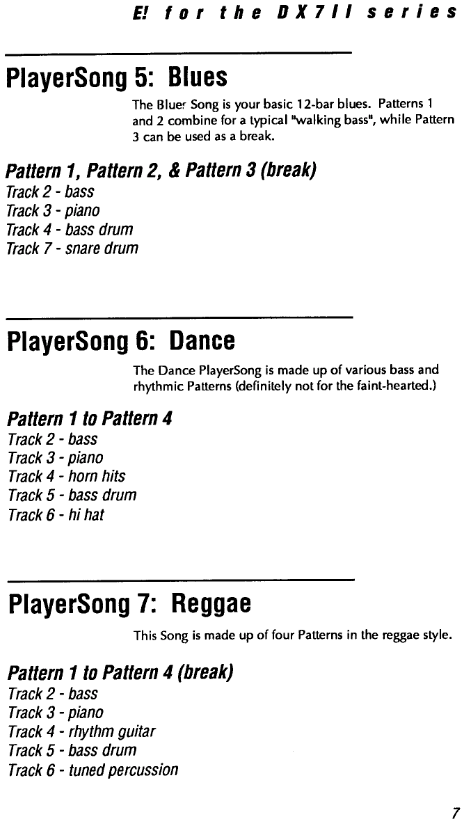 E! for the DX7II series
PlayerSong 5: Blues
The Bluer Song is your basic 12-bar blues. Patterns 1
and 2 combine for a typical "walking bass", while Pattern
3 can be used as a break.
Pattern 1, Pattern 2, & Pattern 3 (break)
Track 2 - bass
Track 3 - piano
Track 4 - bass drum
Track 7 - snare drum
PlayerSong 6: Dance
The Dance PlayerSong is made up of various bass and
rhythmic Patterns (definitely not for the faint-hearted.)
Pattern 1 to Pattern 4
Track 2 - bass
Track 3 - piano
Track 4 - horn hits
Track 5 - bass drum
Track 6 - hi hat
PlayerSong 7: Reggae
This Song is made up of four Patterns in the reggae style.
Pattern 1 to Pattern 4 (break)
Track 2 - bass
Track 3 - piano
Track 4 - rhythm guitar
Track 5 - bass drum
Track 6 - tuned percussion
7